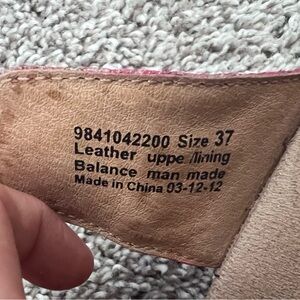 9841042200 Size 37
Leather uppe /lining
Balance man made
Made in China 03-12-12